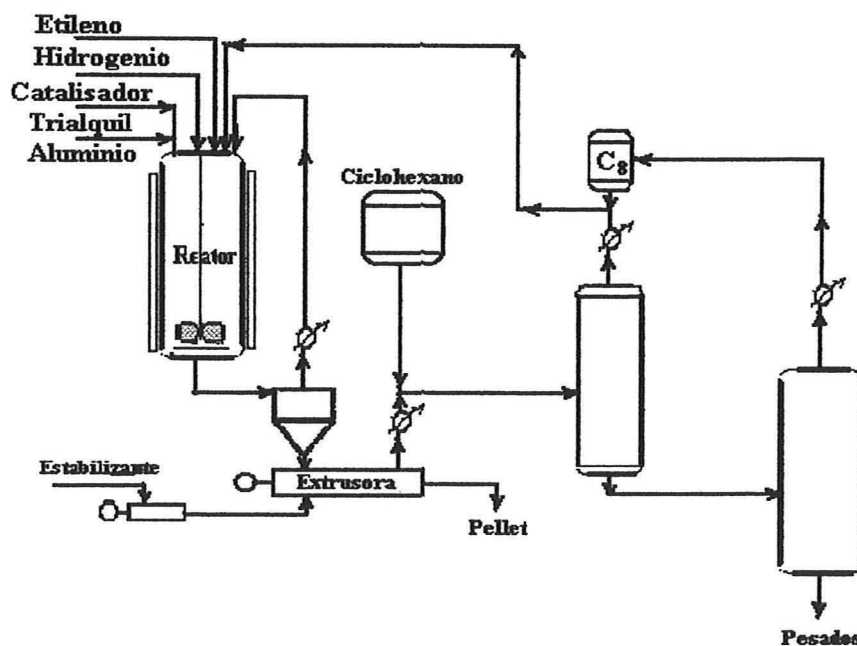 Etileno
Hidrogenio
Catalisador
Trialquil
Aluminio
Ciclohexano
C8
Reator
Estabilizante
Extrusora
Pellet
Pesados